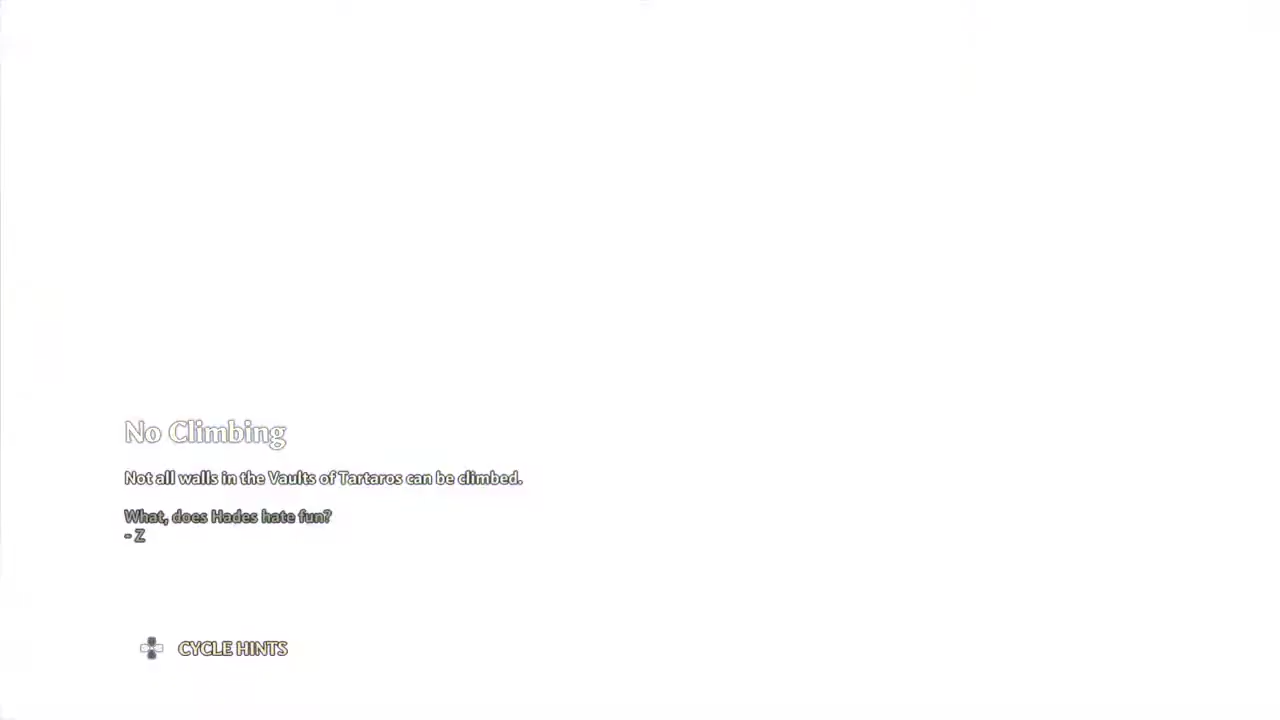 No Climbing
Not all walls in the Vaults of Tartaros can be climbed.
What, does Hades hate fun?
- Z
CYCLE HINTS